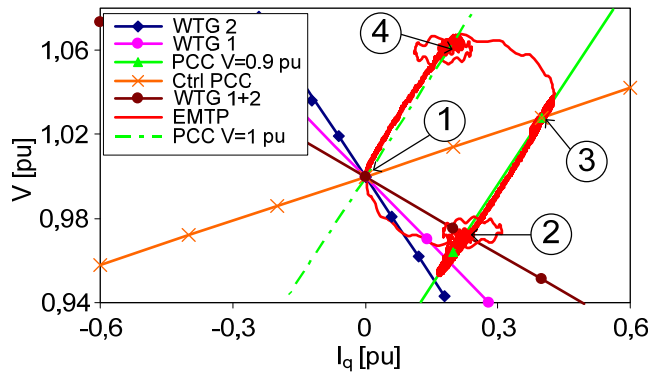 WTG 2
WTG 1
PCC V=0.9 pu
Ctrl PCC
WTG 1+2
EMTP
PCC V=1 pu
1,06
1,02
0,98
0,94
V [pu]
-0,6
-0,3
0
0,3
0,6
Iq [pu]
4
1
3
2